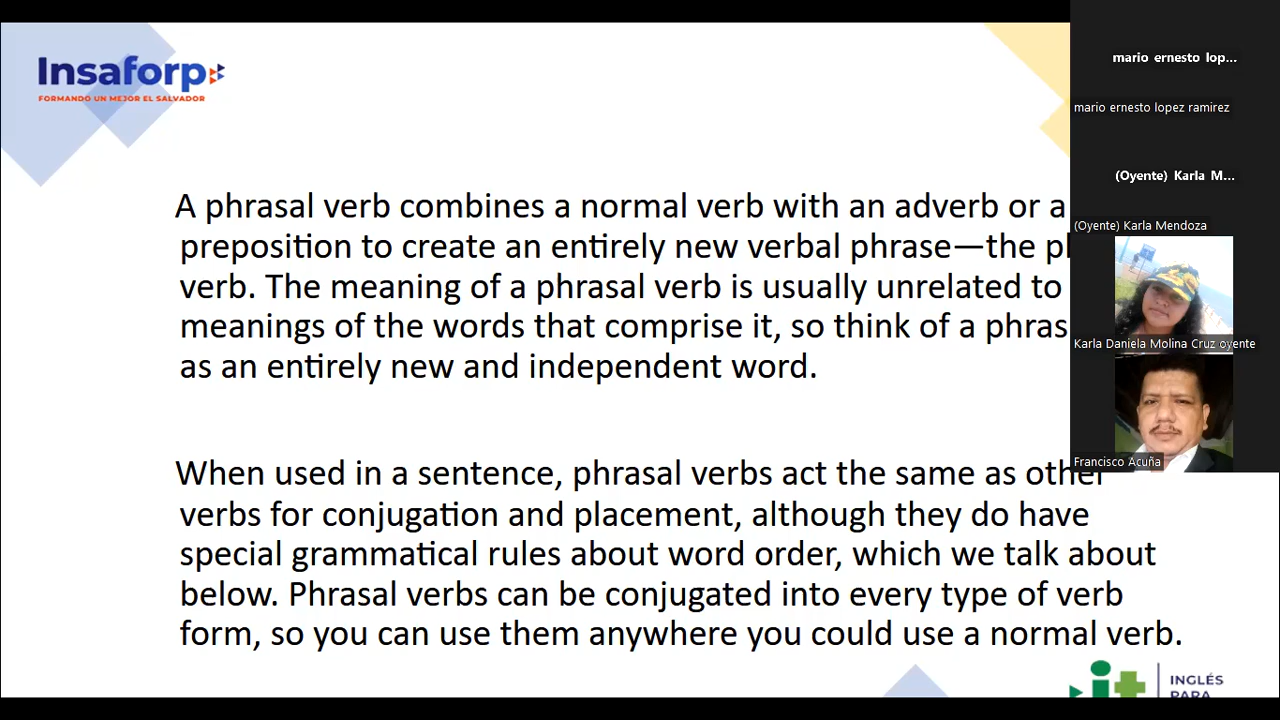 Insaforp
FORMANDO UN MEJOR EL SALVADOR
A phrasal verb combines a normal verb with an adverb or a
preposition to create an entirely new verbal phrase—the
verb. The meaning of a phrasal verb is usually unrelated to
meanings of the words that comprise it, so think of a
as an entirely new and independent word.
When used in a sentence, phrasal verbs act the same as other
verbs for conjugation and placement, although they do have
special grammatical rules about word order, which we talk about
below. Phrasal verbs can be conjugated into every type of verb
form, so you can use them anywhere you could use a normal verb.
mario ernesto lop...
mario ernesto lopez ramirez
(Oyente) Karla M...
(Oyente) Karla Mendoza
Karla Daniela Molina Cruz oyente
Francisco Acuña
INGLÉS
PARA